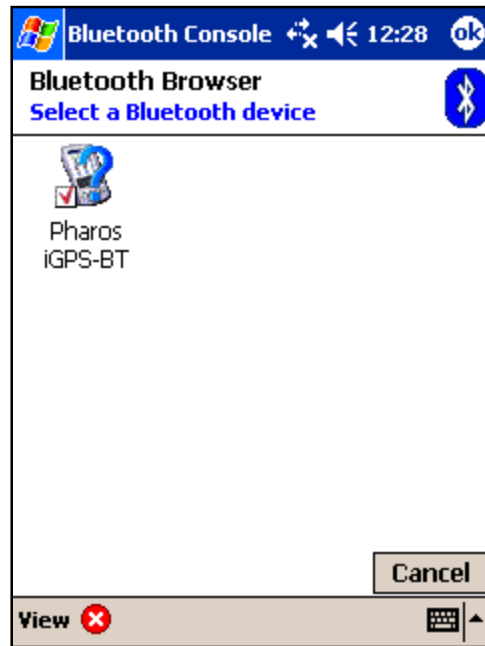 Bluetooth Console 12:28 ok
Bluetooth Browser
Select a Bluetooth device
Pharos
iGPS-BT
Cancel
View